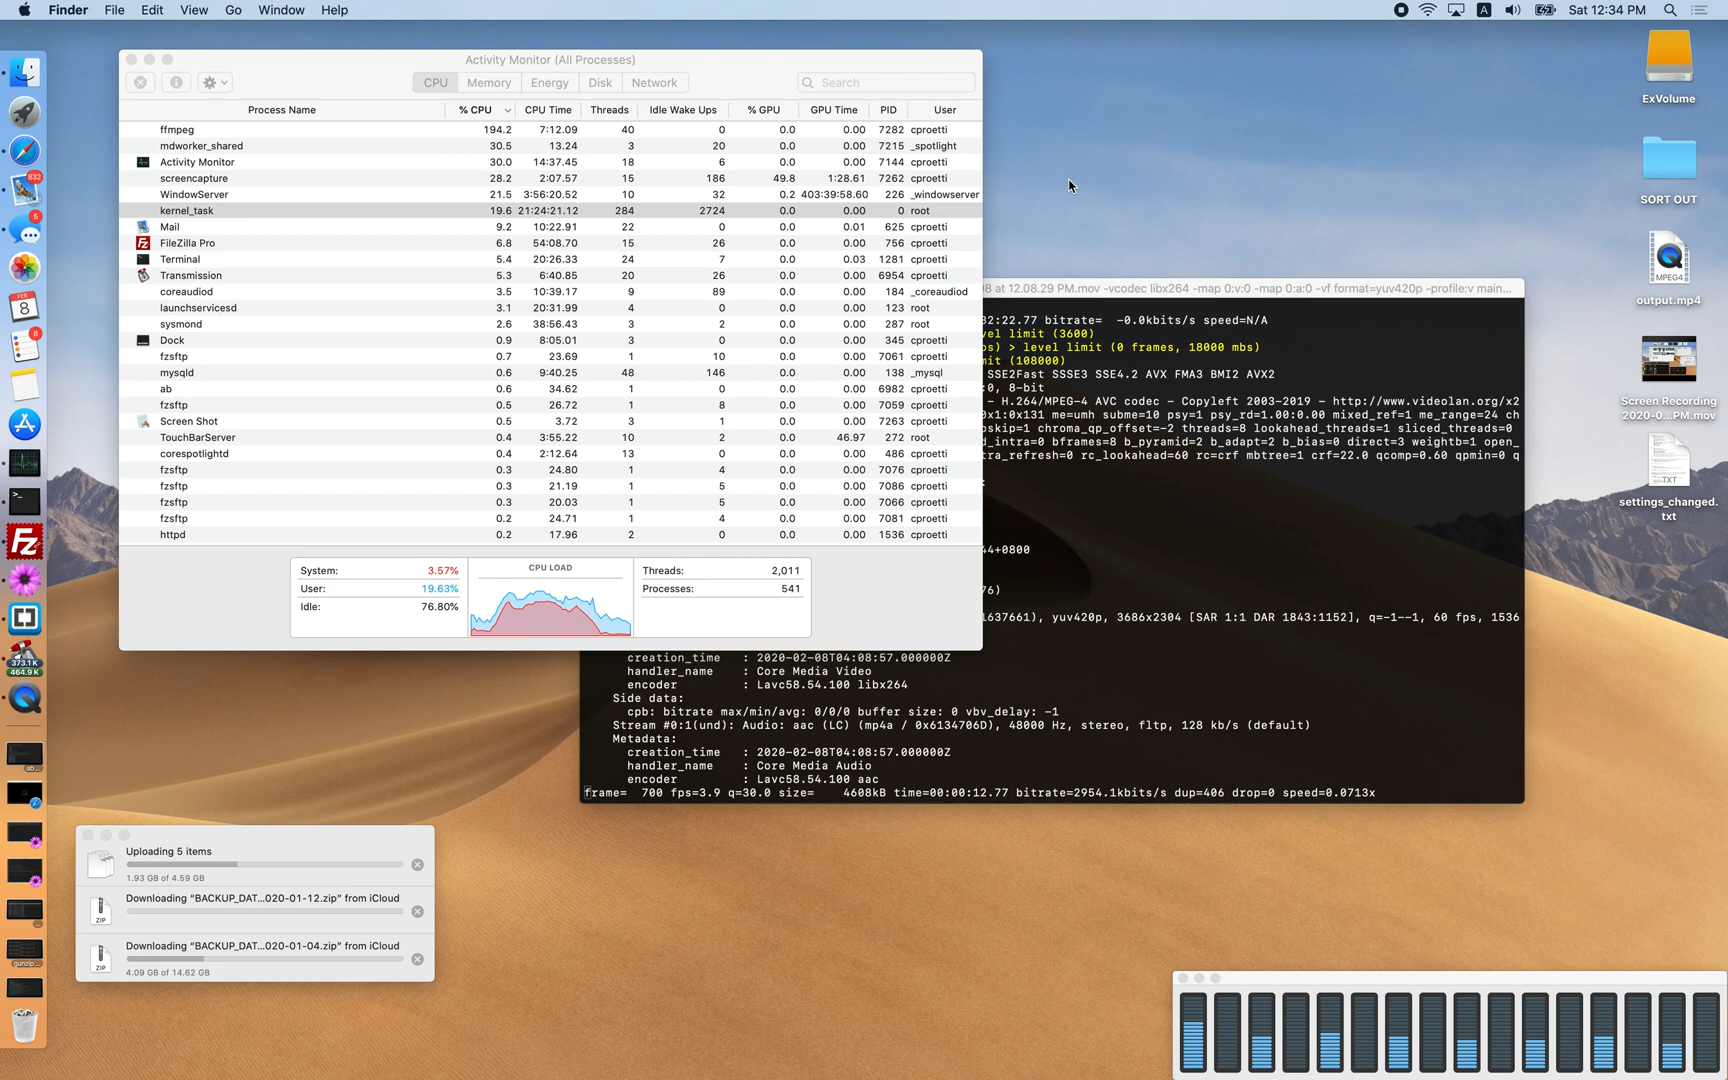 Finder File Edit View Go Window Help
A Sat 12:34 PM
Activity Monitor (All Processes)
CPU Memory Energy Disk Network
Search
Process Name % CPU CPU Time Threads Idle Wake Ups % GPU GPU Time PID User
ffmpeg 194.2 7:12.09 40 0 0.0 0.00 7282 cproetti
mdworker_shared 30.5 13.24 3 20 0.0 0.00 7215 _spotlight
Activity Monitor 30.0 14:37.45 18 6 0.0 0.00 7144 cproetti
screencapture 28.2 2:07.57 15 186 49.8 1:28.61 7262 cproetti
WindowServer 21.5 3:56:20.52 10 32 0.2 403:39:58.60 226 _windowserver
kernel_task 19.6 21:24:21.12 284 2724 0.0 0.00 0 root
Mail 9.2 10:22.91 22 0 0.0 0.01 625 cproetti
FileZilla Pro 6.8 54:08.70 15 26 0.0 0.00 756 cproetti
Terminal 5.4 20:26.33 24 7 0.0 0.03 1281 cproetti
Transmission 5.3 6:40.85 20 26 0.0 0.00 6954 cproetti
coreaudiod 3.5 10:39.17 9 89 0.0 0.00 184 _coreaudiod
launchservicesd 3.1 20:31.99 4 0 0.0 0.00 123 root
sysmond 2.6 38:56.43 3 2 0.0 0.00 287 root
Dock 0.9 8:05.01 3 0 0.0 0.00 345 cproetti
fzsftp 0.7 23.69 1 10 0.0 0.00 7061 cproetti
mysqld 0.6 9:40.25 48 146 0.0 0.00 138 _mysql
ab 0.6 34.62 1 0 0.0 0.00 6982 cproetti
fzsftp 0.5 26.72 1 8 0.0 0.00 7059 cproetti
Screen Shot 0.5 3.72 3 1 0.0 0.00 7263 cproetti
TouchBarServer 0.4 3:55.22 10 2 0.0 46.97 272 root
corespotlightd 0.4 2:12.64 13 0 0.0 0.00 486 cproetti
fzsftp 0.3 24.80 1 4 0.0 0.00 7076 cproetti
fzsftp 0.3 21.19 1 5 0.0 0.00 7086 cproetti
fzsftp 0.3 20.03 1 5 0.0 0.00 7066 cproetti
fzsftp 0.2 24.71 1 4 0.0 0.00 7081 cproetti
httpd 0.2 17.96 2 0 0.0 0.00 1536 cproetti
System: 3.57%
User: 19.63%
Idle: 76.80%
CPU LOAD
Threads: 2,011
Processes: 541
08 at 12.08.29 PM.mov -vcodec libx264 -map 0:v:0 -map 0:a:0 -vf format=yuv420p -profile:v main...
32:22.77 bitrate= -0.0kbits/s speed=N/A
vel limit (3600)
bs) > level limit (0 frames, 18000 mbs)
mit (108000)
SSE2Fast SSSE3 SSE4.2 AVX FMA3 BMI2 AVX2
:0, 8-bit
- H.264/MPEG-4 AVC codec - Copyleft 2003-2019 - http://www.videolan.org/x2
0x1:0x131 me=umh subme=10 psy=1 psy_rd=1.00:0.00 mixed_ref=1 me_range=24 ch
pskip=1 chroma_qp_offset=-2 threads=8 lookahead_threads=1 sliced_threads=0
d_intra=0 bframes=8 b_pyramid=2 b_adapt=2 b_bias=0 direct=3 weightb=1 open_
tra_refresh=0 rc_lookahead=60 rc=crf mbtree=1 crf=22.0 qcomp=0.60 qpmin=0 q
:
44+0800
76)
1637661), yuv420p, 3686x2304 [SAR 1:1 DAR 1843:1152], q=-1--1, 60 fps, 1536
creation_time : 2020-02-08T04:08:57.000000Z
handler_name : Core Media Video
encoder : Lavc58.54.100 libx264
Side data:
cpb: bitrate max/min/avg: 0/0/0 buffer size: 0 vbv_delay: -1
Stream #0:1(und): Audio: aac (LC) (mp4a / 0x6134706D), 48000 Hz, stereo, fltp, 128 kb/s (default)
Metadata:
creation_time : 2020-02-08T04:08:57.000000Z
handler_name : Core Media Audio
encoder : Lavc58.54.100 aac
frame= 700 fps=3.9 q=30.0 size= 4608kB time=00:00:12.77 bitrate=2954.1kbits/s dup=406 drop=0 speed=0.0713x
Uploading 5 items
1.93 GB of 4.59 GB
Downloading “BACKUP_DAT...020-01-12.zip” from iCloud
ZIP
Downloading “BACKUP_DAT...020-01-04.zip” from iCloud
ZIP
4.09 GB of 14.62 GB
ExVolume
SORT OUT
MPEG4
output.mp4
Screen Recording
2020-0...PM.mov
TXT
settings_changed.
txt
832
5
FEB
8
8
Fz
373.1 K
464.9 K
ab...
gunzip...